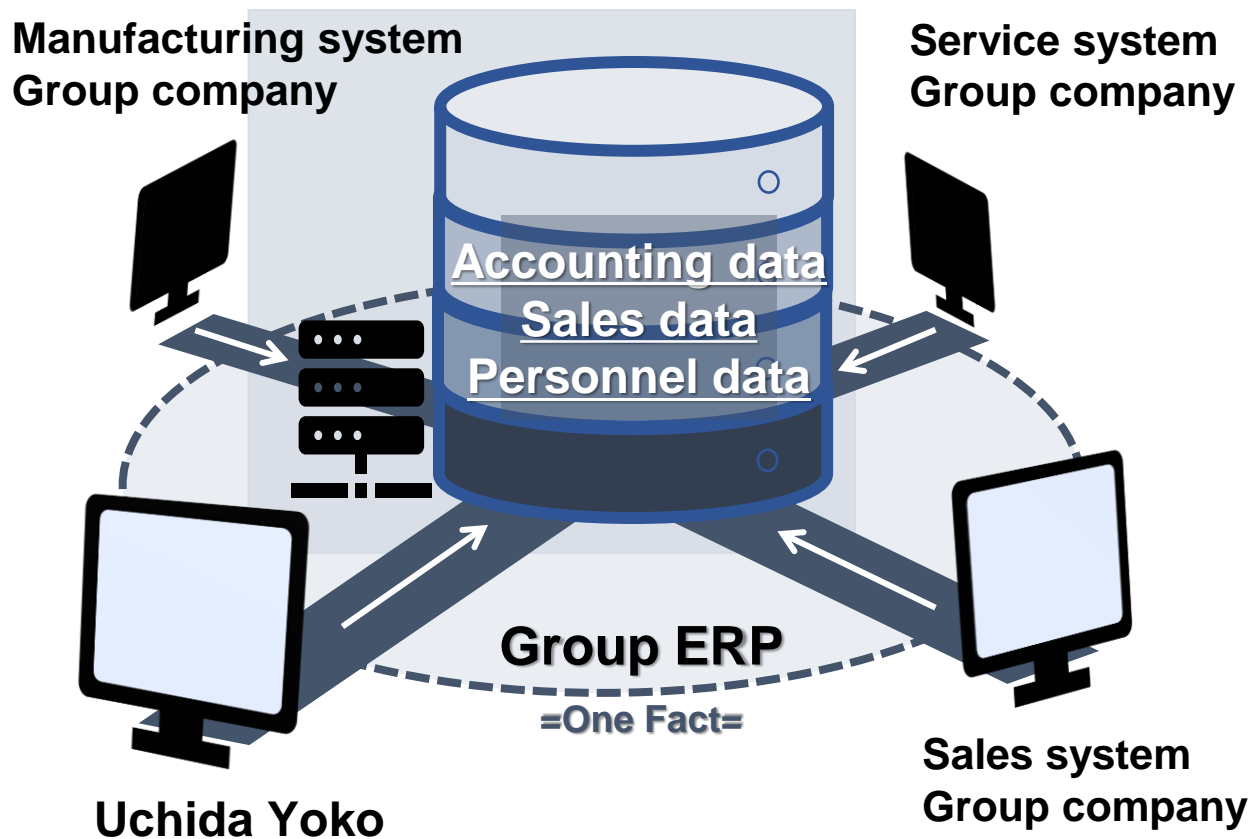 Manufacturing system
Group company
Service system
Group company
Accounting data
Sales data
Personnel data
Group ERP
=One Fact=
Sales system
Group company
Uchida Yoko